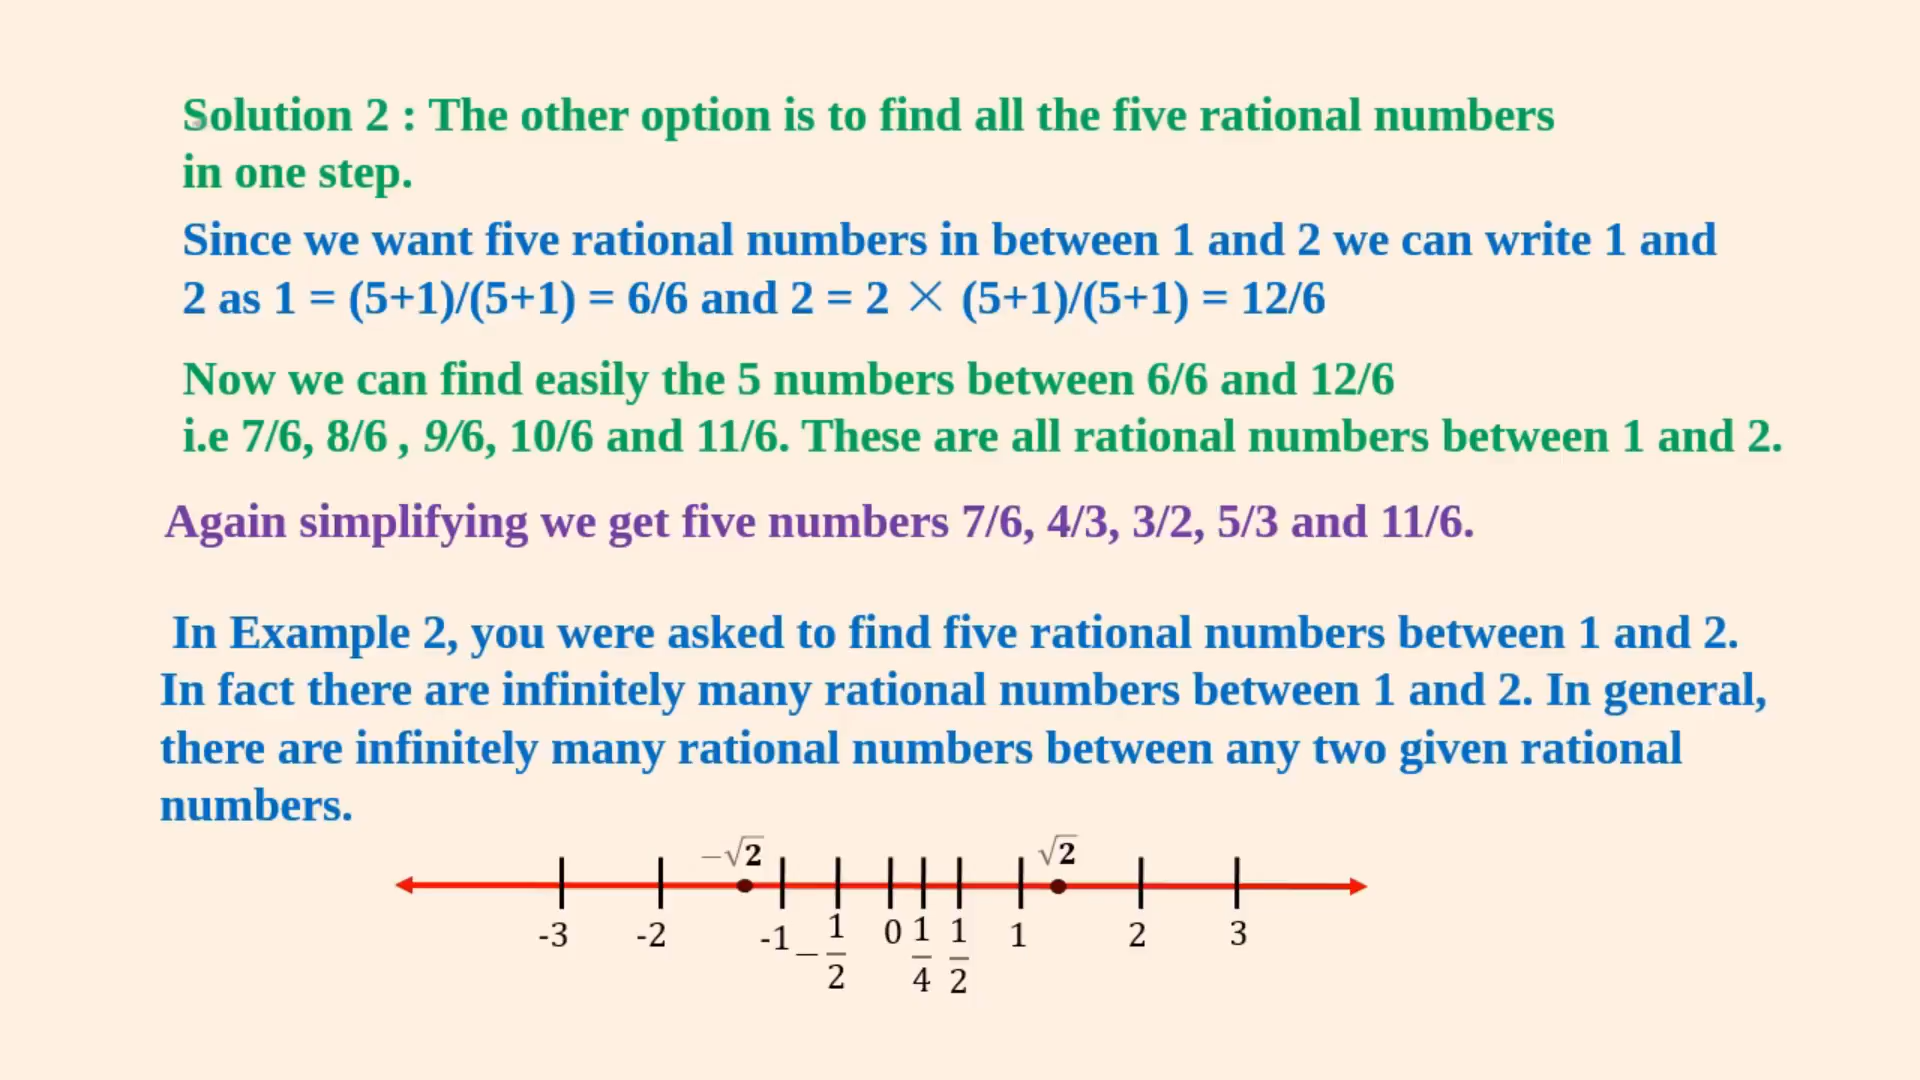 Solution 2 : The other option is to find all the five rational numbers
in one step.
Since we want five rational numbers in between 1 and 2 we can write 1 and
2 as 1 = (5+1)/(5+1) = 6/6 and 2 = 2 × (5+1)/(5+1) = 12/6
Now we can find easily the 5 numbers between 6/6 and 12/6
i.e 7/6, 8/6 , 9/6, 10/6 and 11/6. These are all rational numbers between 1 and 2.
Again simplifying we get five numbers 7/6, 4/3, 3/2, 5/3 and 11/6.
In Example 2, you were asked to find five rational numbers between 1 and 2.
In fact there are infinitely many rational numbers between 1 and 2. In general,
there are infinitely many rational numbers between any two given rational
numbers.
−√2 √2
-3 -2 -1 −1/2 0 1/4 1/2 1 2 3